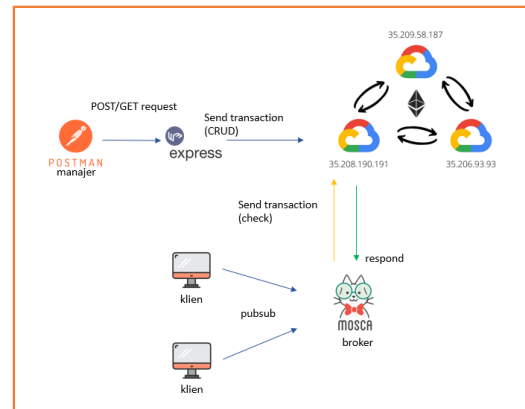 35.209.58.187
POST/GET request
Send transaction
(CRUD)
POSTMAN
manajer
express
35.208.190.191
35.206.93.93
Send transaction
(check)
respond
klien
pubsub
MOSCA
broker
klien